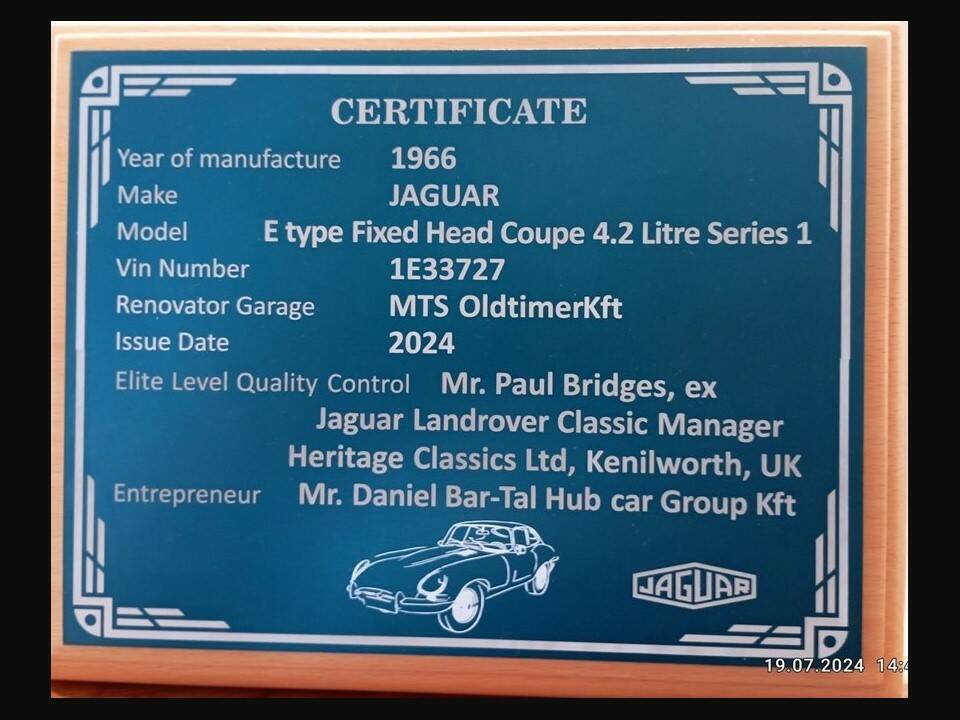 CERTIFICATE
Year of manufacture 1966
Make JAGUAR
Model E type Fixed Head Coupe 4.2 Litre Series 1
Vin Number 1E33727
Renovator Garage MTS OldtimerKft
Issue Date 2024
Elite Level Quality Control Mr. Paul Bridges, ex
Jaguar Landrover Classic Manager
Heritage Classics Ltd, Kenilworth, UK
Entrepreneur Mr. Daniel Bar-Tal Hub car Group Kft
JAGUAR
19.07.2024